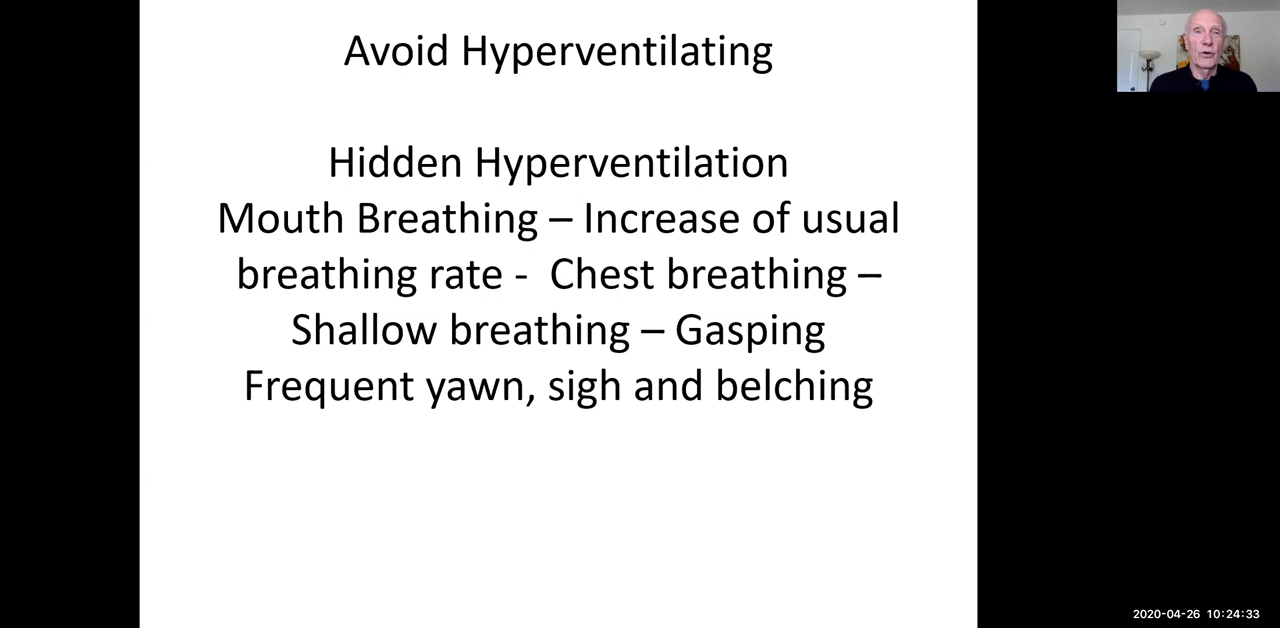 Avoid Hyperventilating
Hidden Hyperventilation
Mouth Breathing – Increase of usual
breathing rate -  Chest breathing –
Shallow breathing – Gasping
Frequent yawn, sigh and belching
2020-04-26 10:24:33